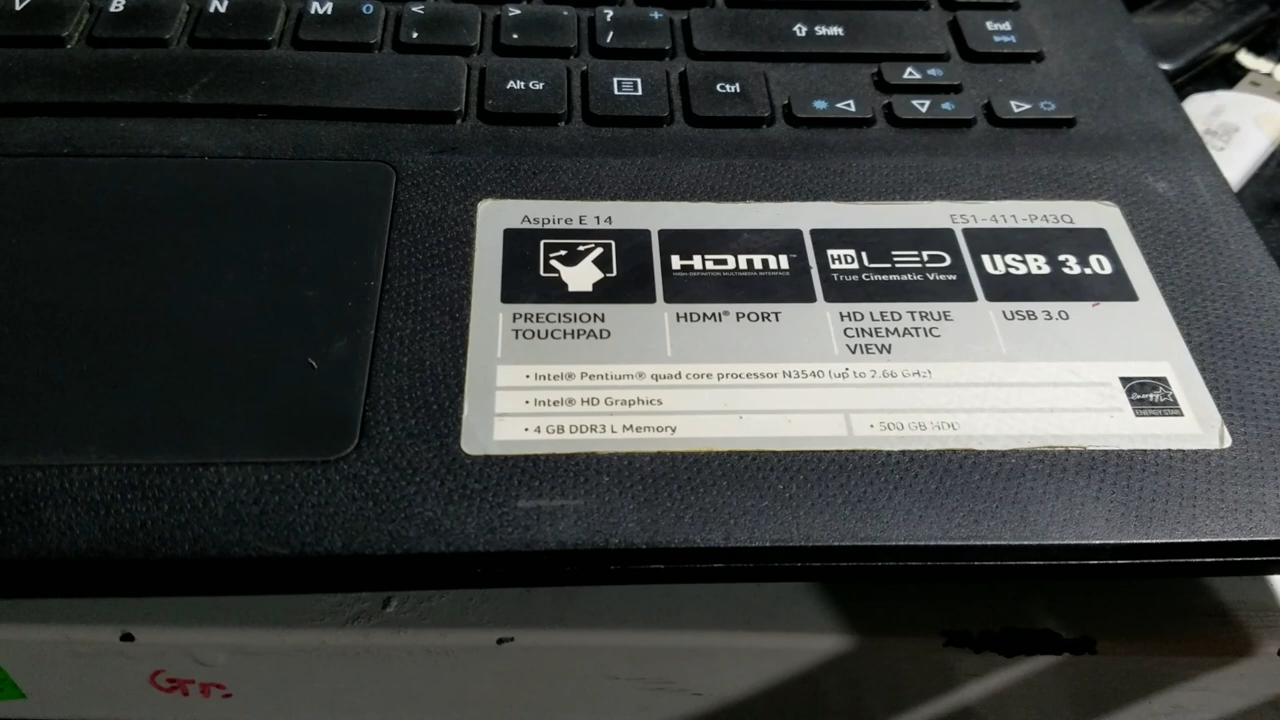 V B N M 0 < , > . ? / + Shift End
Alt Gr Ctrl
Aspire E 14 ES1-411-P43Q
HDMI HD LED USB 3.0
HIGH-DEFINITION MULTIMEDIA INTERFACE True Cinematic View
PRECISION TOUCHPAD
HDMI® PORT
HD LED TRUE CINEMATIC VIEW
USB 3.0
• Intel® Pentium® quad core processor N3540 (up to 2.66 GHz)
• Intel® HD Graphics
• 4 GB DDR3 L Memory • 500 GB HDD
energy
ENERGY STAR
Gr.